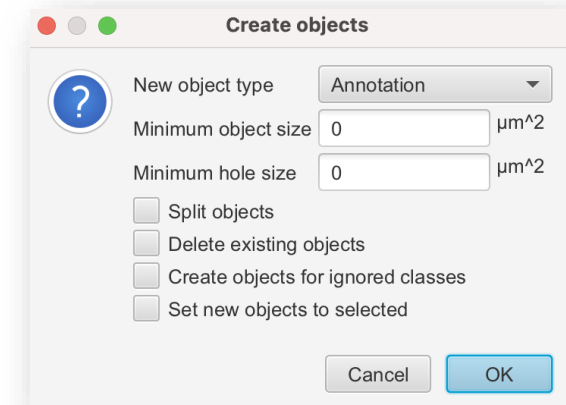 Create objects
New object type Annotation
Minimum object size 0 µm^2
Minimum hole size 0 µm^2
Split objects
Delete existing objects
Create objects for ignored classes
Set new objects to selected
Cancel OK